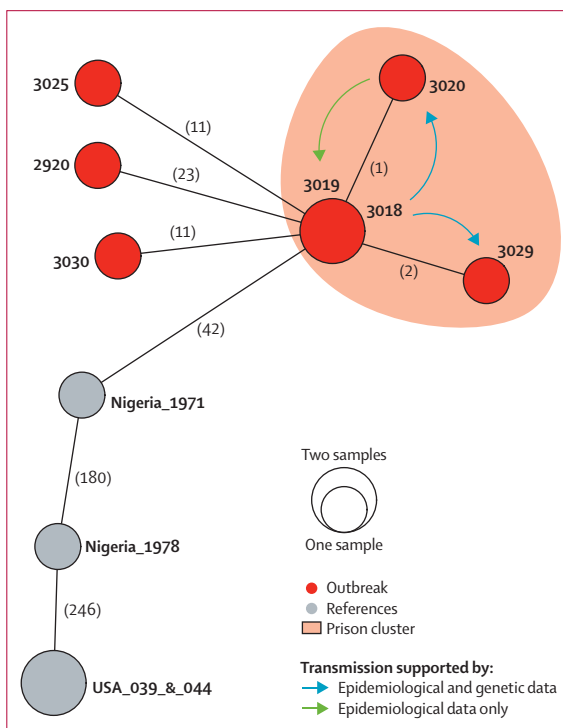 3025
(11)
3020
2920
(23)
(1)
3019
3018
3030
(11)
(2)
3029
(42)
Nigeria_1971
(180)
Nigeria_1978
(246)
USA_039_&_044
Two samples
One sample
Outbreak
References
Prison cluster
Transmission supported by:
Epidemiological and genetic data
Epidemiological data only